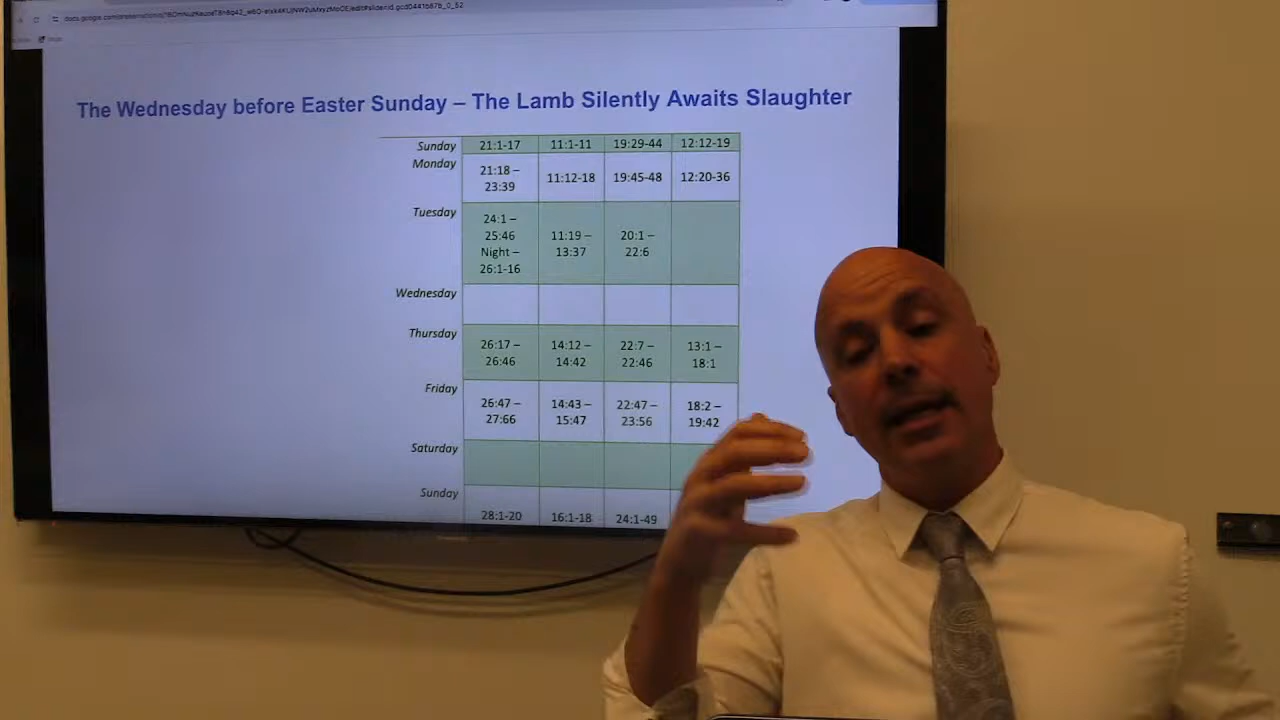 The Wednesday before Easter Sunday – The Lamb Silently Awaits Slaughter
Sunday 21:1-17 11:1-11 19:29-44 12:12-19
Monday 21:18 – 23:39 11:12-18 19:45-48 12:20-36
Tuesday 24:1 – 25:46 Night – 26:1-16 11:19 – 13:37 20:1 – 22:6
Wednesday
Thursday 26:17 – 26:46 14:12 – 14:42 22:7 – 22:46 13:1 – 18:1
Friday 26:47 – 27:66 14:43 – 15:47 22:47 – 23:56 18:2 – 19:42
Saturday
Sunday 28:1-20 16:1-18 24:1-49